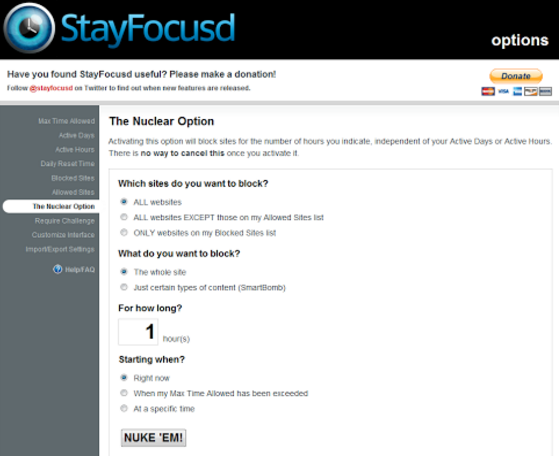 StayFocusd
options
Have you found StayFocusd useful? Please make a donation!
Follow @stayfocusd on Twitter to find out when new features are released.
Donate
Max Time Allowed
Active Days
Active Hours
Daily Reset Time
Blocked Sites
Allowed Sites
The Nuclear Option
Require Challenge
Customize Interface
Import/Export Settings
Help/FAQ
The Nuclear Option
Activating this option will block sites for the number of hours you indicate, independent of your Active Days or Active Hours.
There is no way to cancel this once you activate it.
Which sites do you want to block?
ALL websites
ALL websites EXCEPT those on my Allowed Sites list
ONLY websites on my Blocked Sites list
What do you want to block?
The whole site
Just certain types of content (SmartBomb)
For how long?
1 hour(s)
Starting when?
Right now
When my Max Time Allowed has been exceeded
At a specific time
NUKE 'EM!